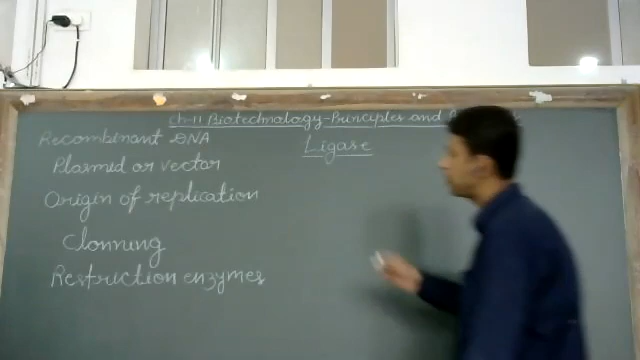 Ch-11 Biotechnology-Principles and
Recombinant DNA
Ligase
Plasmid or vector
Origin of replication
Clonning
Restriction enzymes